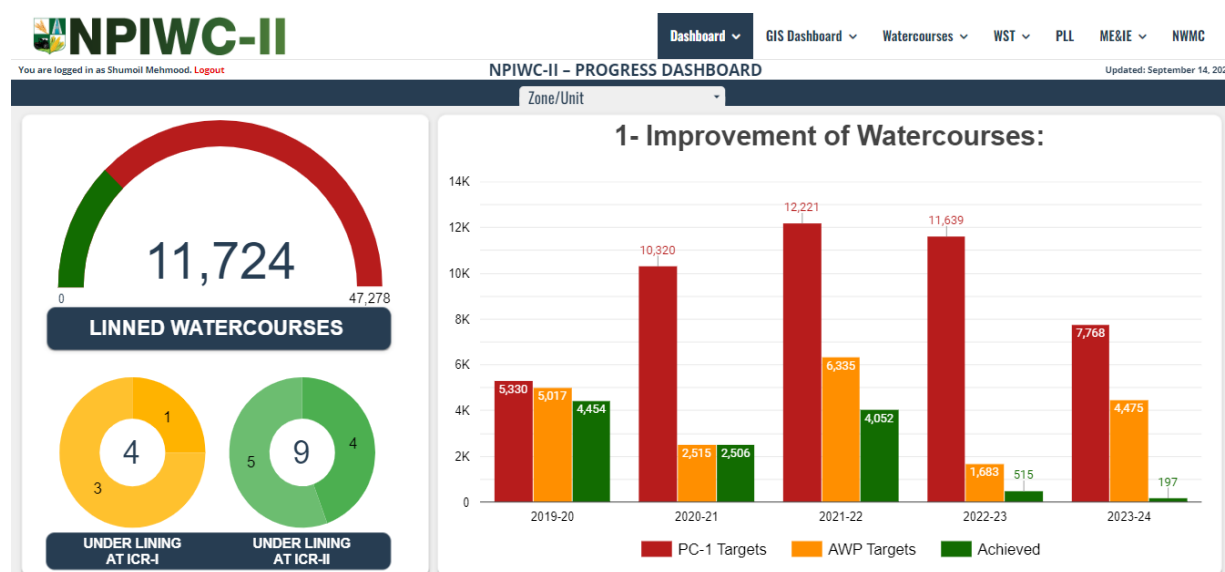 NPIWC-II
Dashboard GIS Dashboard Watercourses WST PLL ME&IE NWMC
You are logged in as Shumoil Mehmood. Logout
NPIWC-II – PROGRESS DASHBOARD
Updated: September 14, 202
Zone/Unit
11,724
0
47,278
LINNED WATERCOURSES
4
1
3
UNDER LINING
AT ICR-I
9
4
5
UNDER LINING
AT ICR-II
1- Improvement of Watercourses:
14K
12K
10K
8K
6K
4K
2K
0
5,330
5,017
4,454
10,320
2,515
2,506
12,221
6,335
4,052
11,639
1,683
515
7,768
4,475
197
2019-20 2020-21 2021-22 2022-23 2023-24
PC-1 Targets AWP Targets Achieved